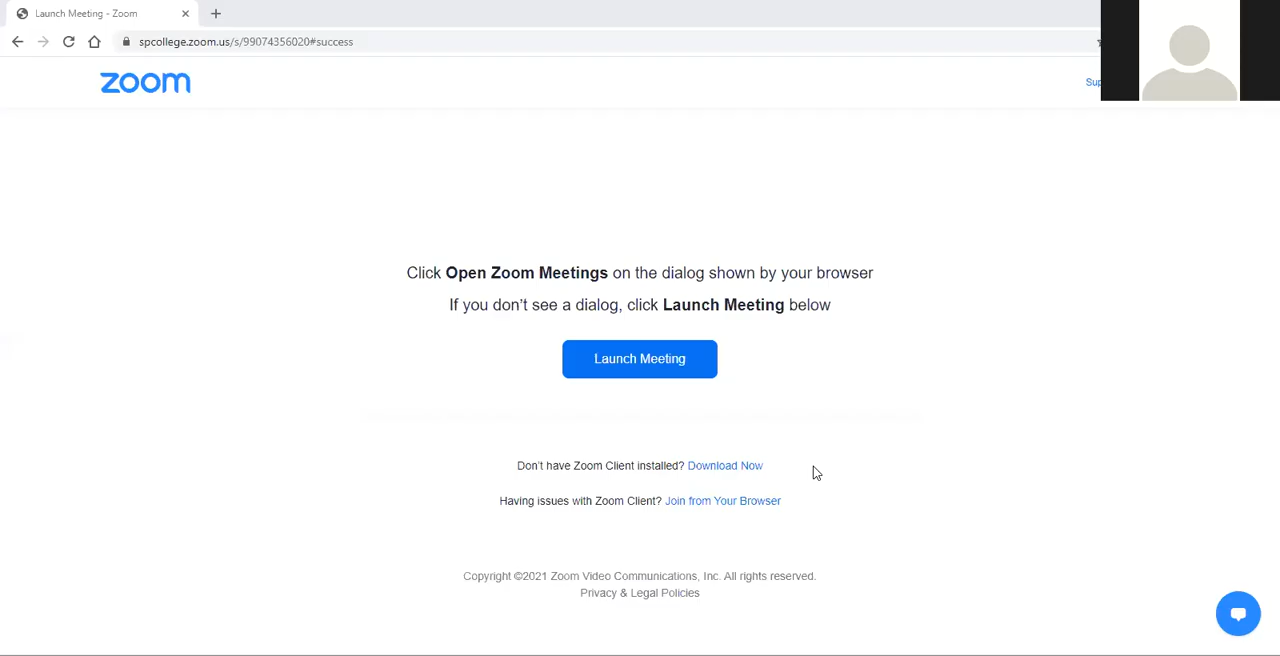 Launch Meeting - Zoom
spcollege.zoom.us/s/99074356020#success
zoom
Click Open Zoom Meetings on the dialog shown by your browser
If you don't see a dialog, click Launch Meeting below
Launch Meeting
Don't have Zoom Client installed? Download Now
Having issues with Zoom Client? Join from Your Browser
Copyright ©2021 Zoom Video Communications, Inc. All rights reserved.
Privacy & Legal Policies